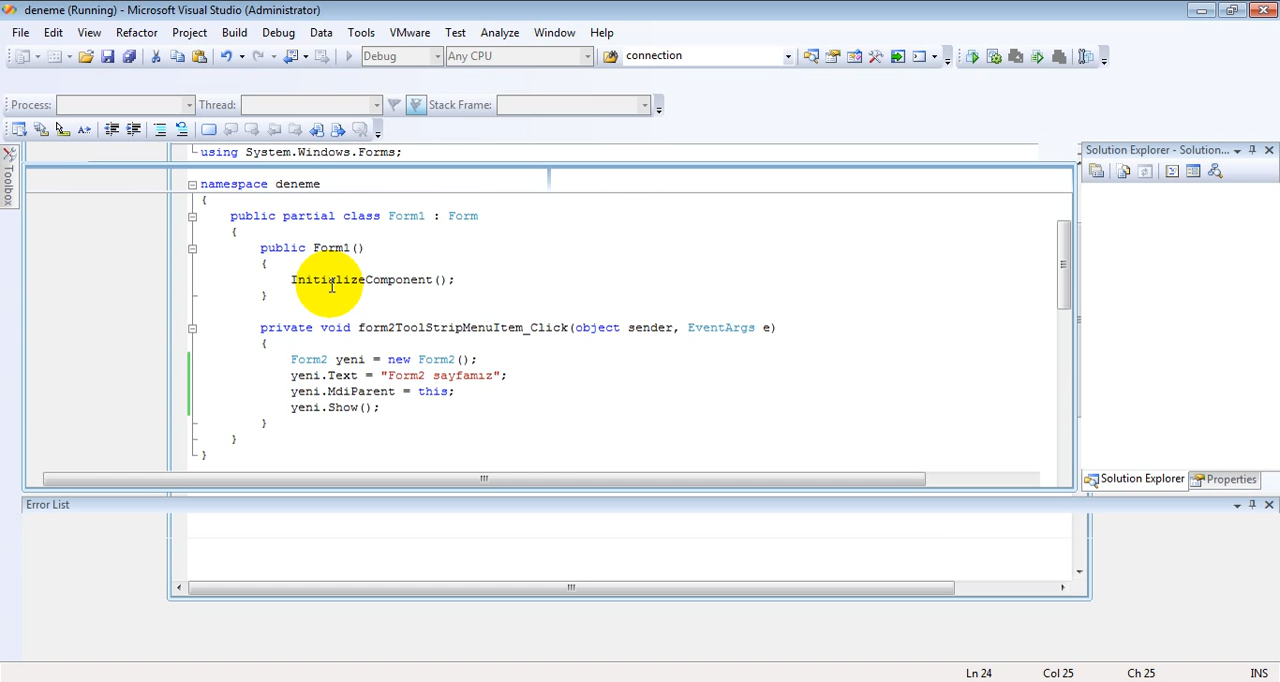 deneme (Running) - Microsoft Visual Studio (Administrator)
File Edit View Refactor Project Build Debug Data Tools VMware Test Analyze Window Help
Debug Any CPU connection
Process: Thread: Stack Frame:
Toolbox
using System.Windows.Forms;
namespace deneme
{
public partial class Form1 : Form
{
public Form1()
{
InitializeComponent();
}
private void form2ToolStripMenuItem_Click(object sender, EventArgs e)
{
Form2 yeni = new Form2();
yeni.Text = "Form2 sayfamız";
yeni.MdiParent = this;
yeni.Show();
}
}
}
Solution Explorer - Solution...
Solution Explorer Properties
Error List
Ln 24 Col 25 Ch 25 INS